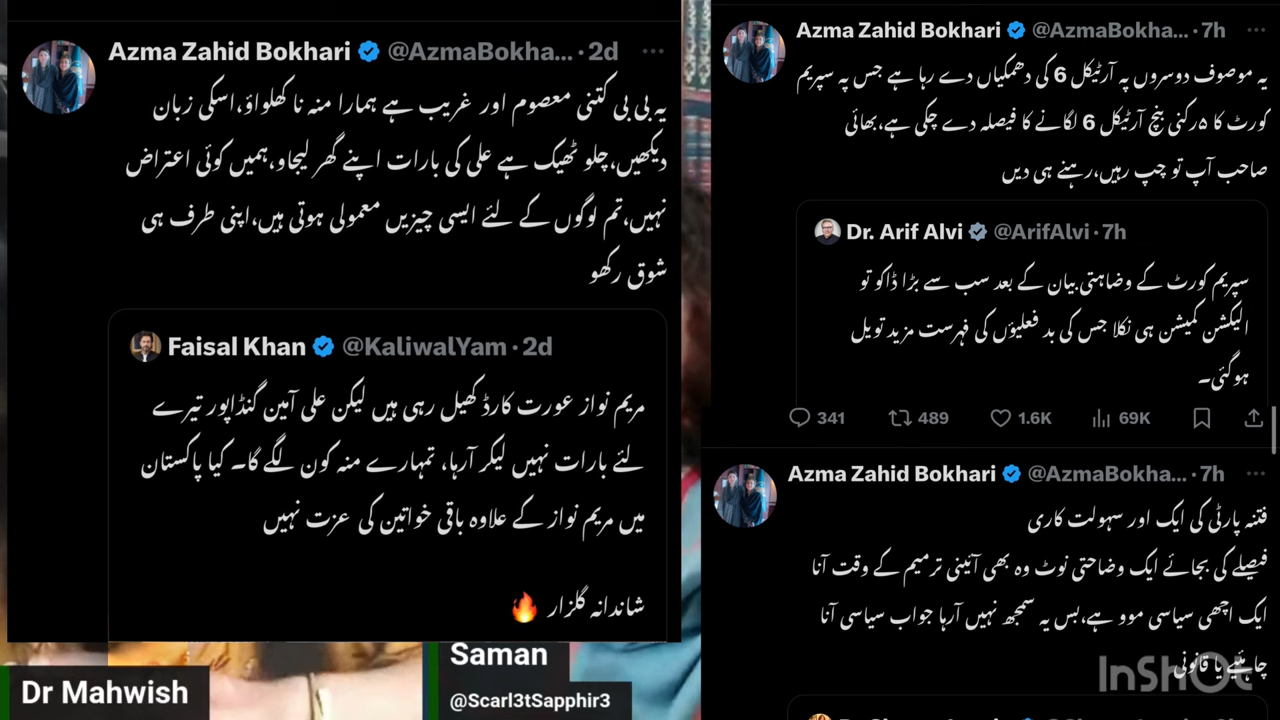 Azma Zahid Bokhari @AzmaBokha... · 2d
یہ بی بی کتنی معصوم اور غریب ہے ہمارا منہ نا کھلواؤ،اسکی زبان
دیکھیں،چلو ٹھیک ہے علی کی بارات اپنے گھر لیجاو،ہمیں کوئی اعتراض
نہیں،تم لوگوں کے لئے ایسی چیزیں معمولی ہوتی ہیں،اپنی طرف ہی
شوق رکھو
Faisal Khan @KaliwalYam · 2d
مریم نواز عورت کارڈ کھیل رہی ہیں لیکن علی آمین گنڈاپور تیرے
لئے بارات نہیں لیکر آرہا، تمہارے منہ کون لگے گا۔ کیا پاکستان
میں مریم نواز کے علاوہ باقی خواتین کی عزت نہیں
شاندانہ گلزار 🔥
Dr Mahwish
Saman
@Scarl3tSapphir3
Azma Zahid Bokhari @AzmaBokha... · 7h
یہ موصوف دوسروں پہ آرٹیکل 6 کی دھمکیاں دے رہا ہے جس پہ سپریم
کورٹ کا ۵رکنی بنچ آرٹیکل 6 لگانے کا فیصلہ دے چکی ہے،بھائی
صاحب آپ تو چپ رہیں،رہنے ہی دیں
Dr. Arif Alvi @ArifAlvi · 7h
سپریم کورٹ کے وضاہتی بیان کے بعد سب سے بڑا ڈاکو تو
الیکشن کمیشن ہی نکلا جس کی بد فعلیوؑں کی فہرست مزید تویل
ہوگئی۔
341 489 1.6K 69K
Azma Zahid Bokhari @AzmaBokha... · 7h
فتنہ پارٹی کی ایک اور سہولت کاری
فیصلے کی بجائے ایک وضاحتی نوٹ وہ بھی آئینی ترمیم کے وقت آنا
ایک اچھی سیاسی موو ہے،بس یہ سمجھ نہیں آرہا جواب سیاسی آنا
چاہئیے یا قانونی
InShOt